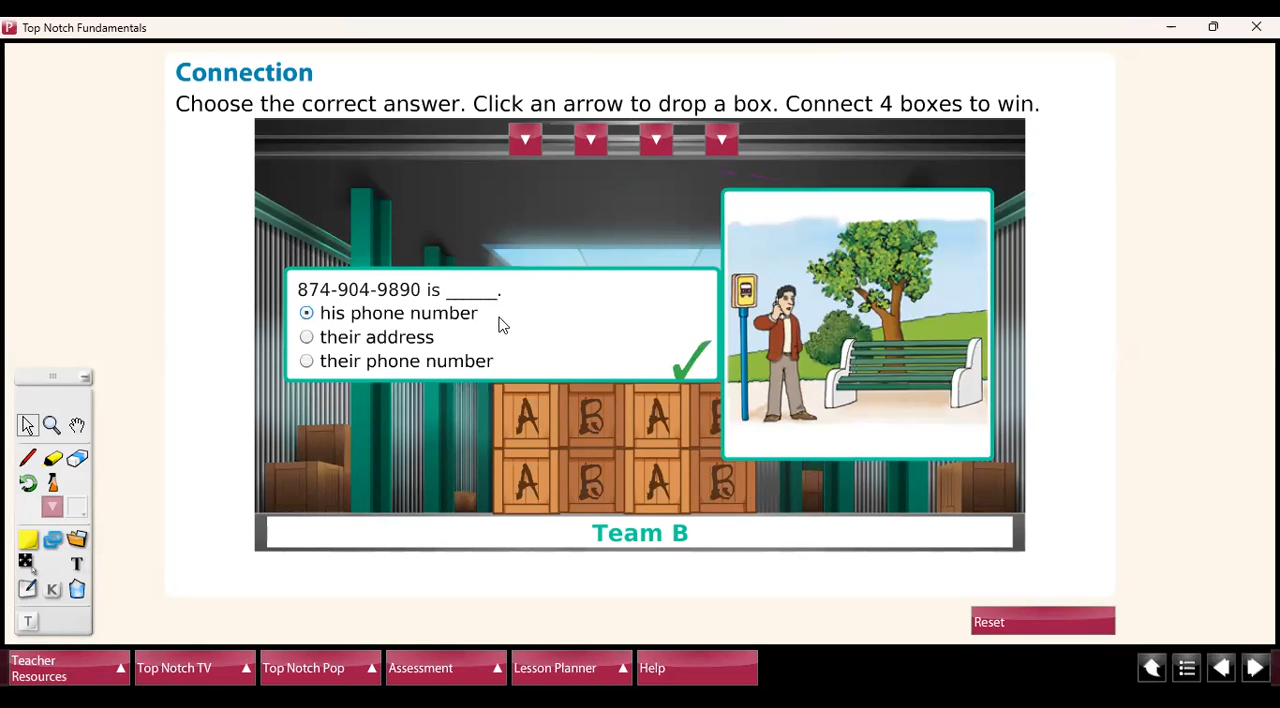 Top Notch Fundamentals
Connection
Choose the correct answer. Click an arrow to drop a box. Connect 4 boxes to win.
874-904-9890 is ______.
his phone number
their address
their phone number
A B A B
A B A B
Team B
T
K
T
Reset
Teacher Resources
Top Notch TV
Top Notch Pop
Assessment
Lesson Planner
Help